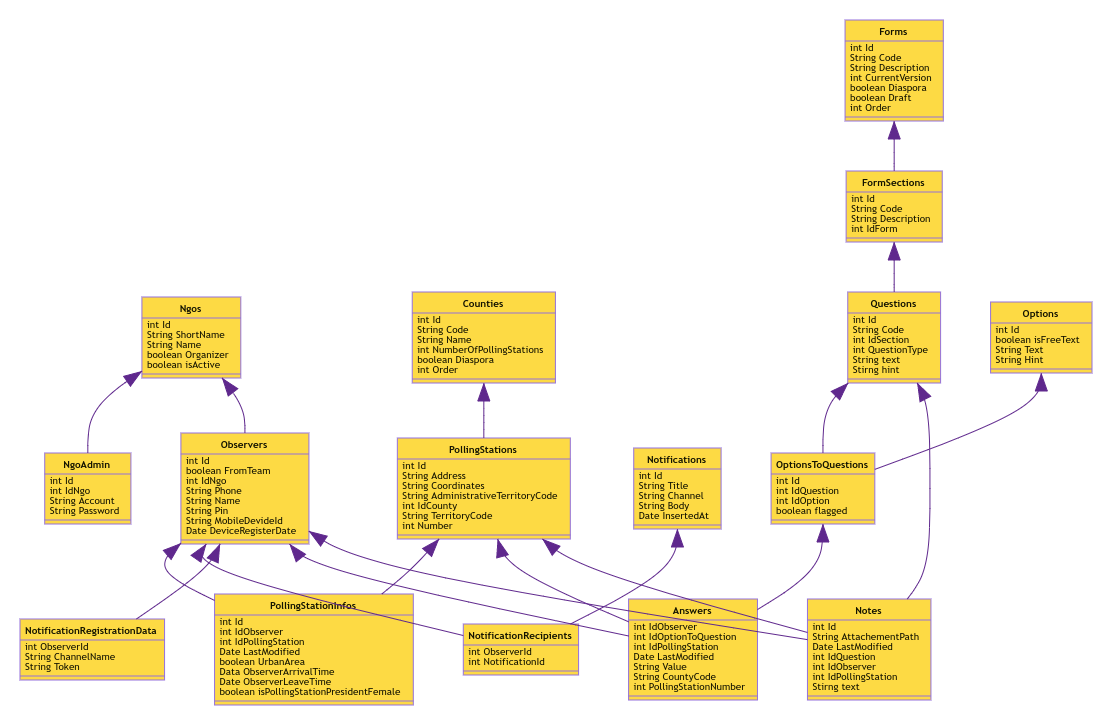 Forms
int Id
String Code
String Description
int CurrentVersion
boolean Diaspora
boolean Draft
int Order
FormSections
int Id
String Code
String Description
int IdForm
Ngos
int Id
String ShortName
String Name
boolean Organizer
boolean isActive
Counties
int Id
String Code
String Name
int NumberOfPollingStations
boolean Diaspora
int Order
Questions
int Id
String Code
int IdSection
int QuestionType
Stirng text
Stirng hint
Options
int Id
boolean isFreeText
String Text
String Hint
NgoAdmin
int Id
int IdNgo
String Account
String Password
Observers
int Id
boolean FromTeam
int IdNgo
String Phone
String Name
String Pin
String MobileDevideId
Date DeviceRegisterDate
PollingStations
int Id
String Address
String Coordinates
String AdministrativeTerritoryCode
int IdCounty
String TerritoryCode
int Number
Notifications
int Id
String Title
String Channel
String Body
Date InsertedAt
OptionsToQuestions
int Id
int IdQuestion
int IdOption
boolean flagged
NotificationRegistrationData
int ObserverId
String ChannelName
String Token
PollingStationInfos
int Id
int IdObserver
int IdPollingStation
Date LastModified
boolean UrbanArea
Data ObserverArrivalTime
Date ObserverLeaveTime
boolean isPollingStationPresidentFemale
NotificationRecipients
int ObserverId
int NotificationId
Answers
int IdObserver
int IdOptionToQuestion
int IdPollingStation
Date LastModified
String Value
String CountyCode
int PollingStationNumber
Notes
int Id
String AttachementPath
Date LastModified
int IdQuestion
int IdObserver
int IdPollingStation
Stirng text